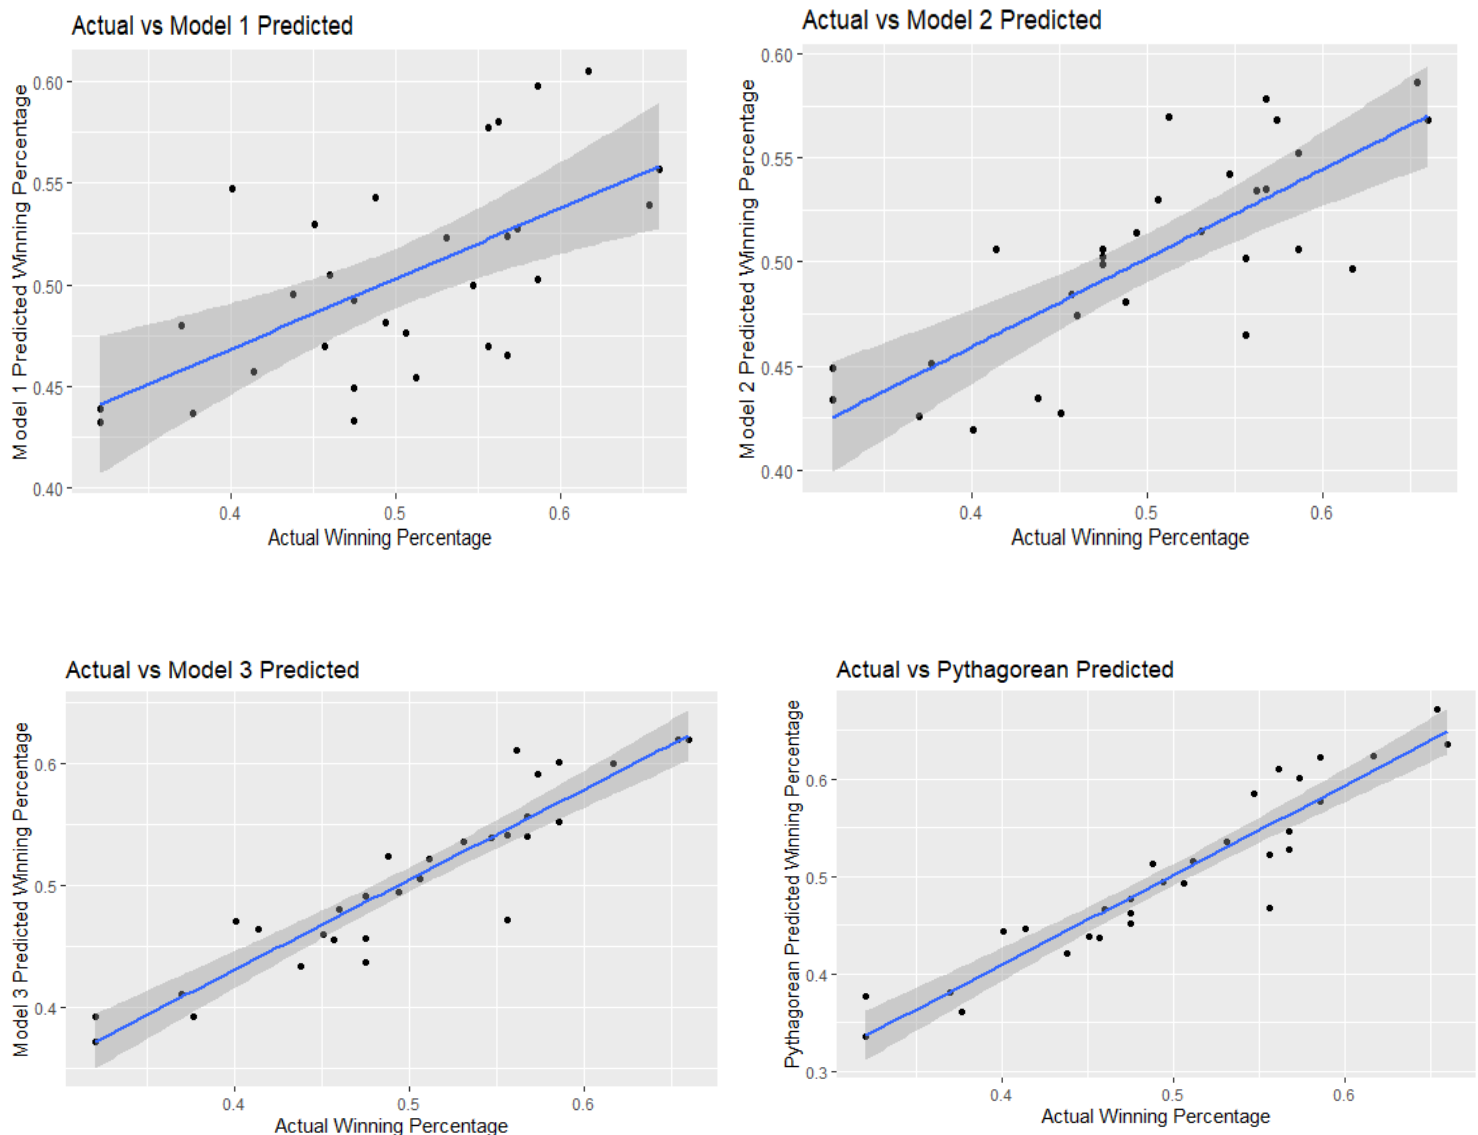 Actual vs Model 1 Predicted
Model 1 Predicted Winning Percentage
0.60
0.55
0.50
0.45
0.40
0.4
0.5
0.6
Actual Winning Percentage
Actual vs Model 2 Predicted
Model 2 Predicted Winning Percentage
0.60
0.55
0.50
0.45
0.40
0.4
0.5
0.6
Actual Winning Percentage
Actual vs Model 3 Predicted
Model 3 Predicted Winning Percentage
0.6
0.5
0.4
0.4
0.5
0.6
Actual Winning Percentage
Actual vs Pythagorean Predicted
Pythagorean Predicted Winning Percentage
0.6
0.5
0.4
0.3
0.4
0.5
0.6
Actual Winning Percentage